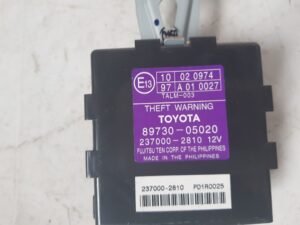 E13
10 02 0974
97 A 01 0027
TALM-003
THEFT WARNING
TOYOTA
89730-05020
237000-2810 12V
FUJITSU TEN CORP. OF THE PHILIPPINES
MADE IN THE PHILIPPINES
237000-2810 P01R0025